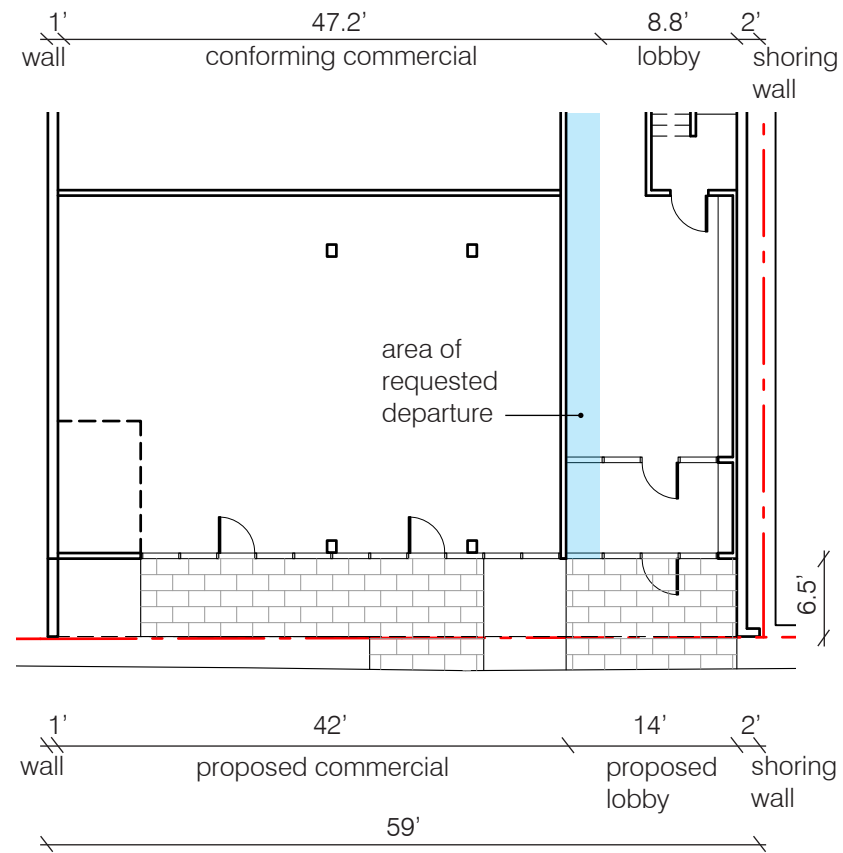 1’ 47.2’ 8.8’ 2’
wall conforming commercial lobby shoring
wall
area of
requested
departure
6.5’
1’ 42’ 14’ 2’
wall proposed commercial proposed shoring
lobby wall
59’